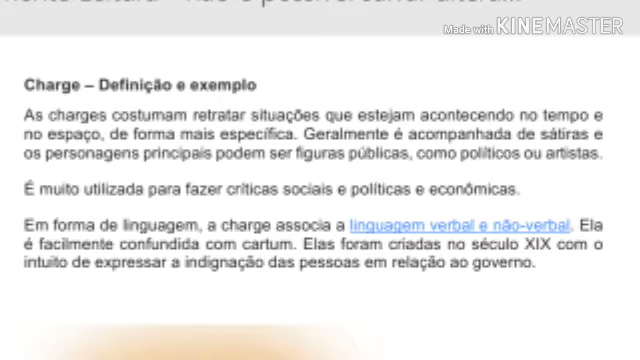 Made with KINEMASTER
Charge – Definição e exemplo
As charges costumam retratar situações que estejam acontecendo no tempo e
no espaço, de forma mais específica. Geralmente é acompanhada de sátiras e
os personagens principais podem ser figuras públicas, como políticos ou artistas.
É muito utilizada para fazer críticas sociais e políticas e econômicas.
Em forma de linguagem, a charge associa a linguagem verbal e não-verbal. Ela
é facilmente confundida com cartum. Elas foram criadas no século XIX com o
intuito de expressar a indignação das pessoas em relação ao governo.